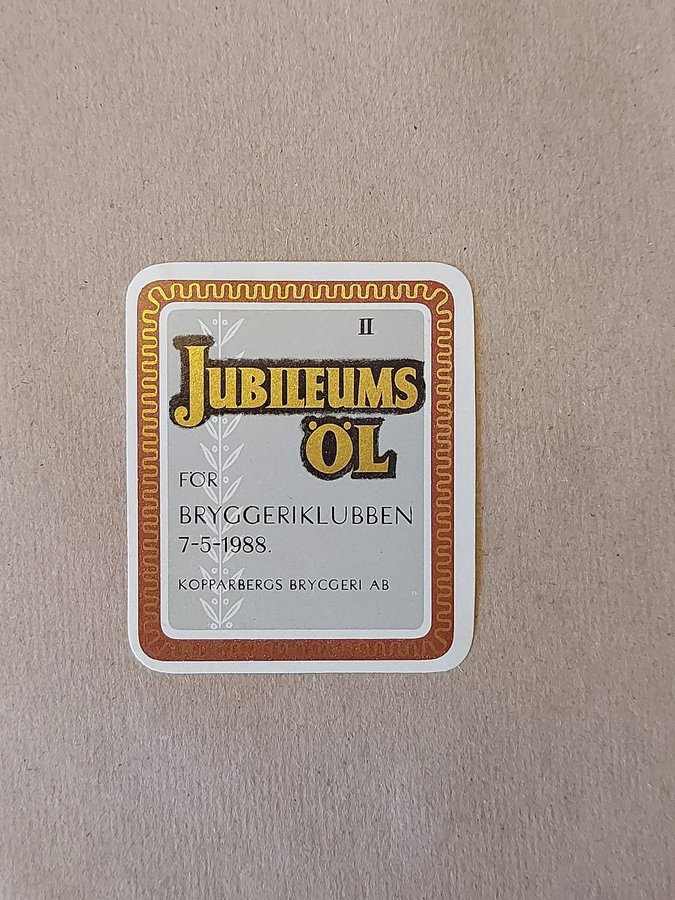 II
JUBILEUMS
ÖL
FÖR
BRYGGERIKLUBBEN
7-5-1988.
KOPPARBERGS BRYGGERI AB